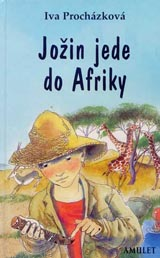 Iva Procházková
Jožin jede
do Afriky
AMULET